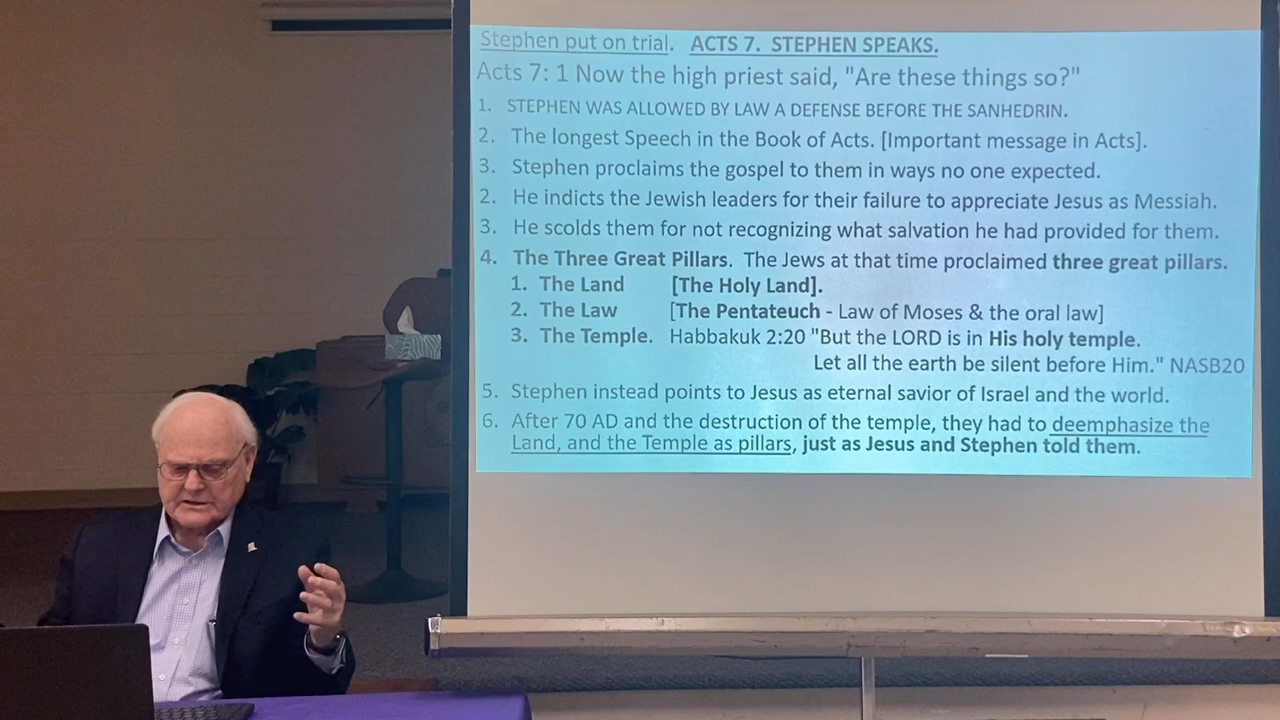 Stephen put on trial. ACTS 7. STEPHEN SPEAKS.
Acts 7: 1 Now the high priest said, "Are these things so?"
1. STEPHEN WAS ALLOWED BY LAW A DEFENSE BEFORE THE SANHEDRIN.
2. The longest Speech in the Book of Acts. [Important message in Acts].
3. Stephen proclaims the gospel to them in ways no one expected.
2. He indicts the Jewish leaders for their failure to appreciate Jesus as Messiah.
3. He scolds them for not recognizing what salvation he had provided for them.
4. The Three Great Pillars. The Jews at that time proclaimed three great pillars.
1. The Land [The Holy Land].
2. The Law [The Pentateuch - Law of Moses & the oral law]
3. The Temple. Habbakuk 2:20 "But the LORD is in His holy temple.
Let all the earth be silent before Him." NASB20
5. Stephen instead points to Jesus as eternal savior of Israel and the world.
6. After 70 AD and the destruction of the temple, they had to deemphasize the
Land, and the Temple as pillars, just as Jesus and Stephen told them.